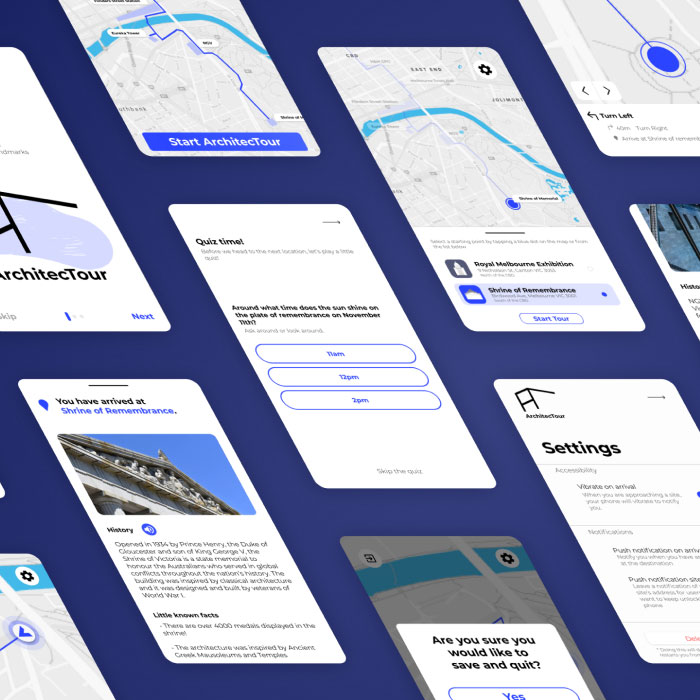 Eureka Tower
NGV
Start ArchitecTour
EAST END
JOLIMONT
Shrine of Memorial
Select a starting point by tapping a blue dot on the map or from
the list below
Royal Melbourne Exhibition
9 Nicholson St, Carlton VIC 3053
North of the CBD
Shrine of Remembrance
Birdwood Ave, Melbourne VIC 3001
South of the CBD
Start Tour
Turn Left
40m Turn Right
Arrive at Shrine of rememb
ndmarks
ArchitecTour
skip
Next
Quiz time!
Before we head to the next location, let's play a little
quiz!
Around what time does the sun shine on
the plate of remembrance on November
11th?
Ask around or look around.
11am
12pm
2pm
Skip the quiz
Histo
NG
Vi
You have arrived at
Shrine of Remembrance.
History
Opened in 1934 by Prince Henry, the Duke of
Gloucester and son of King George V, the
Shrine of Victoria is a state memorial to
honour the Australians who served in global
conflicts throughout the nation's history. The
building was inspired by classical architecture
and it was designed and built by veterans of
World War I.
Little known facts
- There are over 4000 medals displayed in the
shrine!
- The architecture was inspired by Ancient
Greek Mausoleums and Temples
ArchitecTour
Settings
Accessibility
Vibrate on arrival
When you are approaching a site,
your phone will vibrate to notify
you.
Notifications
Push notification on arriv
Notify you when you have a
at the destination
Push notification site
Leave a notification of
site's address for user
want to keep unlock
phone.
Dele
Are you sure you
would like to
save and quit?
Yes